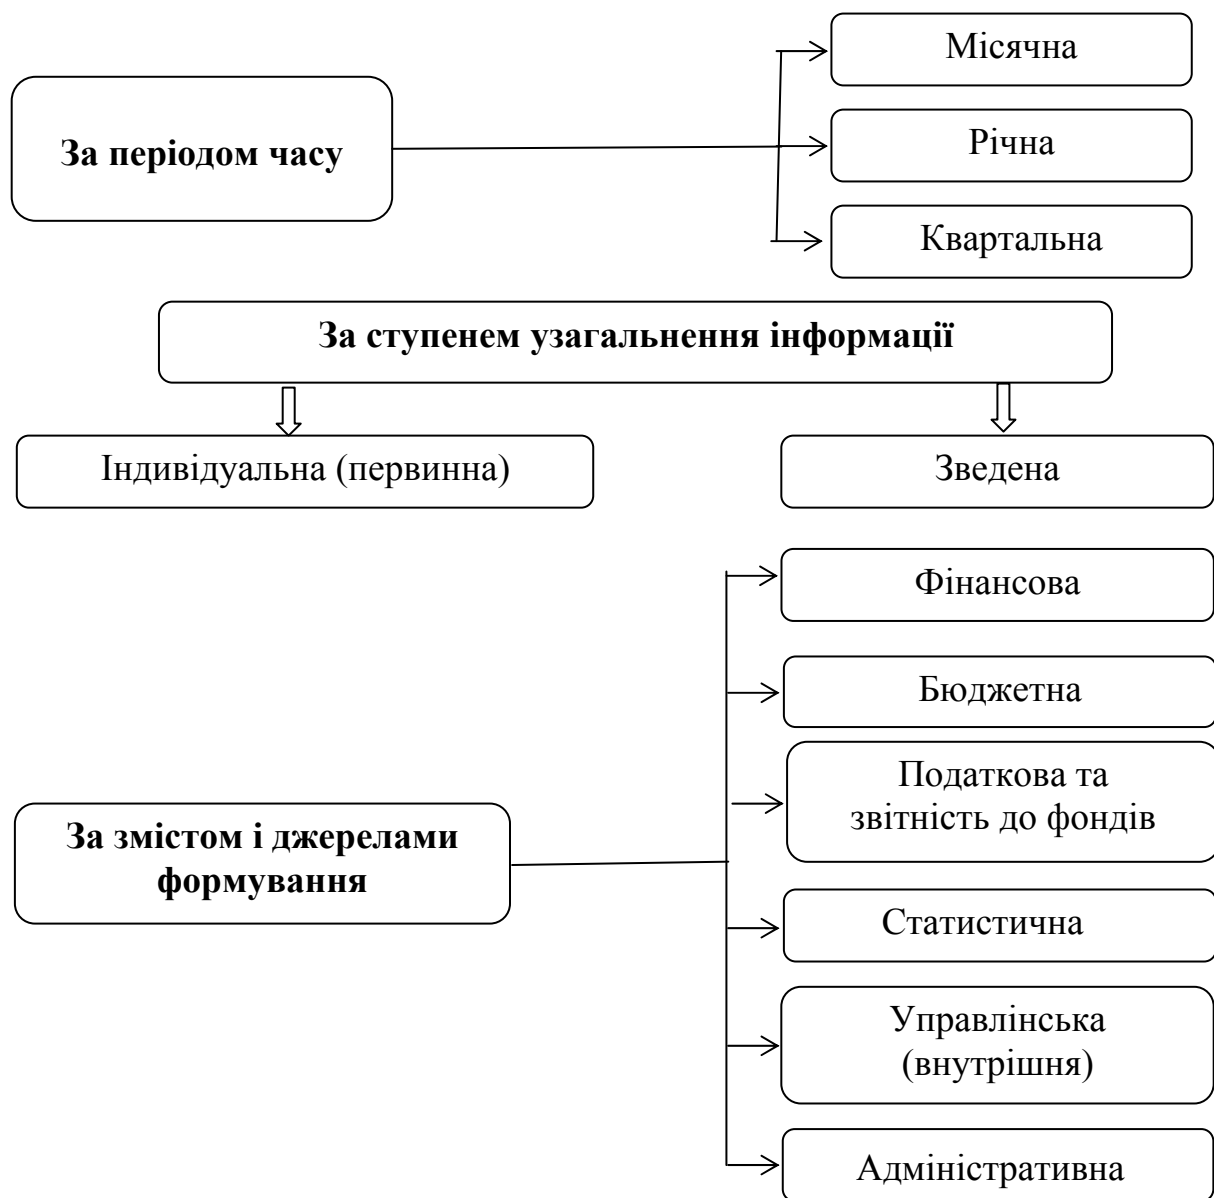 Місячна
За періодом часу
Річна
Квартальна
За ступенем узагальнення інформації
Індивідуальна (первинна)
Зведена
Фінансова
Бюджетна
Податкова та
звітність до фондів
За змістом і джерелами
формування
Статистична
Управлінська
(внутрішня)
Адміністративна